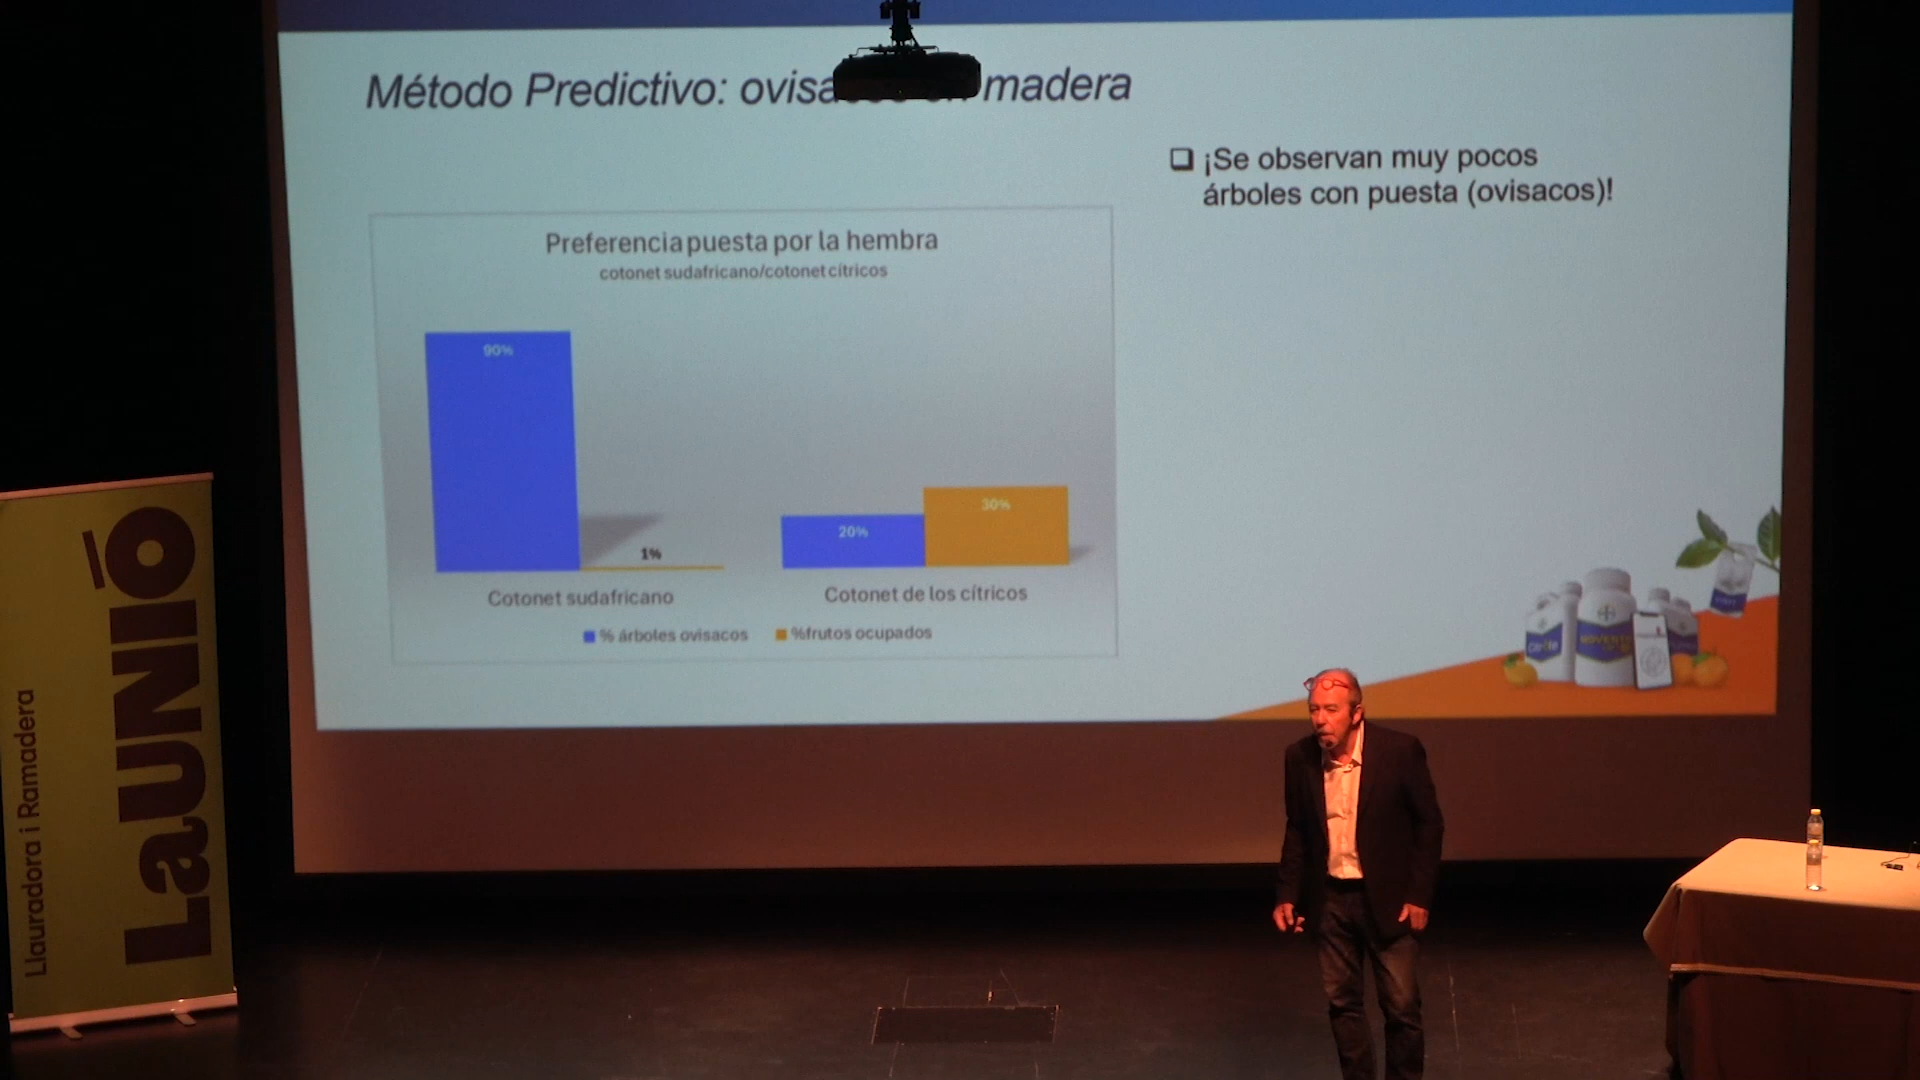 Método Predictivo: ovisa madera
¡Se observan muy pocos
árboles con puesta (ovisacos)!
Preferencia puesta por la hembra
cotonet sudafricano/cotonet cítricos
90%
1%
20%
30%
Cotonet sudafricano
Cotonet de los cítricos
% árboles ovisacos
%frutos ocupados
LaUNIÓ
Llauradora i Ramadera